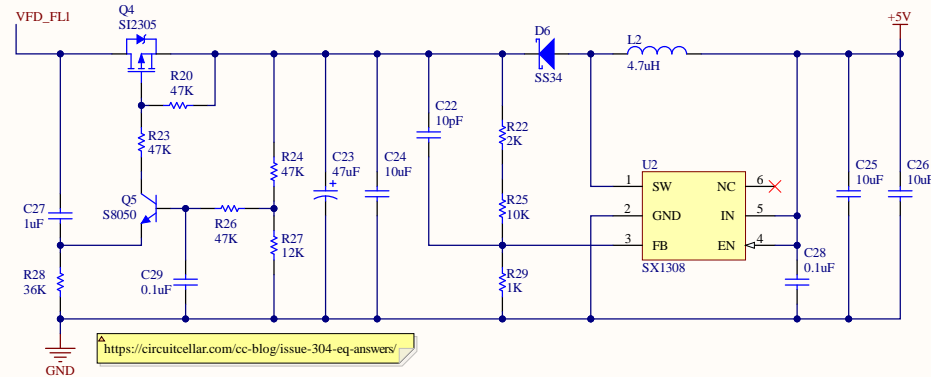 VFD_FL1
Q4
SI2305
+5V
D6
SS34
L2
4.7uH
R20
47K
C22
10pF
R23
47K
R22
2K
R24
47K
C23
47uF
C24
10uF
U2
C25
10uF
C26
10uF
1 SW NC 6
2 GND IN 5
3 FB EN 4
SX1308
Q5
S8050
R25
10K
C27
1uF
R26
47K
R27
12K
C28
0.1uF
R28
36K
C29
0.1uF
R29
1K
https://circuitcellar.com/cc-blog/issue-304-eq-answers/
GND